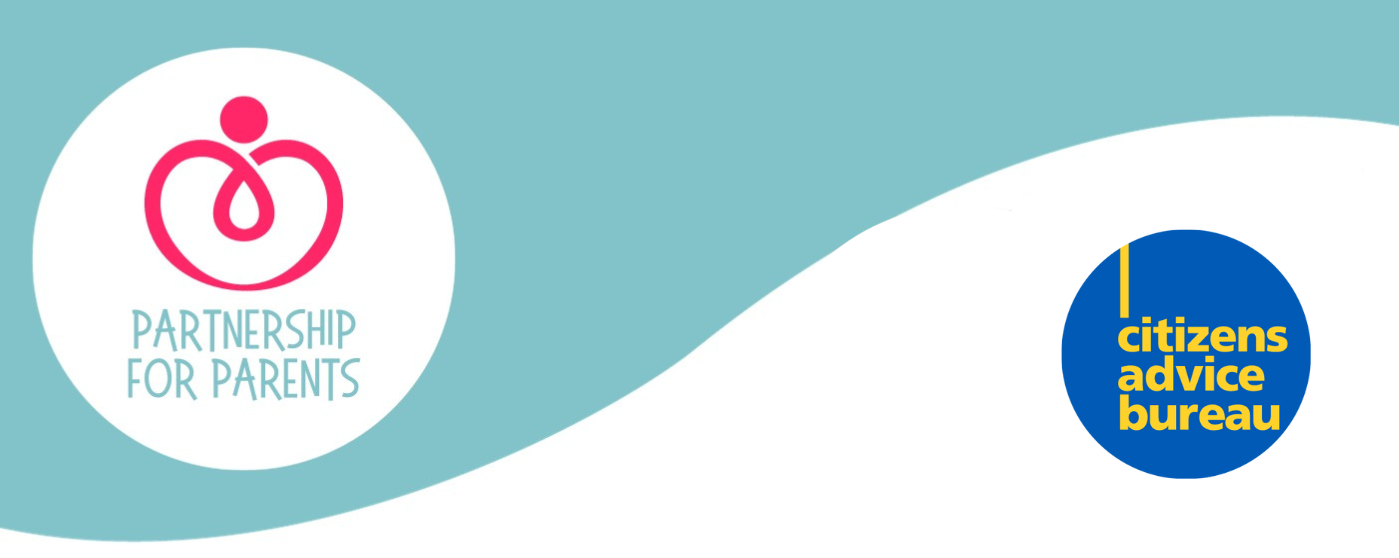 PARTNERSHIP
FOR PARENTS
citizens
advice
bureau